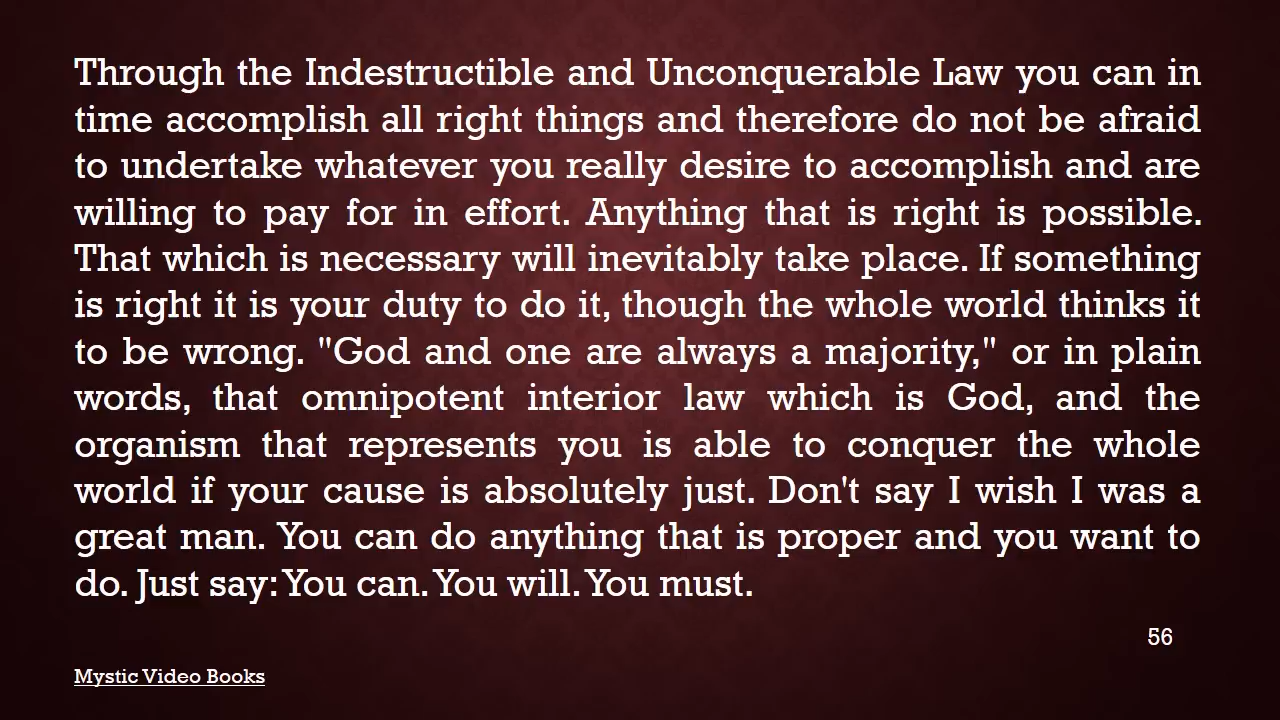 Through the Indestructible and Unconquerable Law you can in
time accomplish all right things and therefore do not be afraid
to undertake whatever you really desire to accomplish and are
willing to pay for in effort. Anything that is right is possible.
That which is necessary will inevitably take place. If something
is right it is your duty to do it, though the whole world thinks it
to be wrong. "God and one are always a majority," or in plain
words, that omnipotent interior law which is God, and the
organism that represents you is able to conquer the whole
world if your cause is absolutely just. Don't say I wish I was a
great man. You can do anything that is proper and you want to
do. Just say: You can. You will. You must.
56
Mystic Video Books